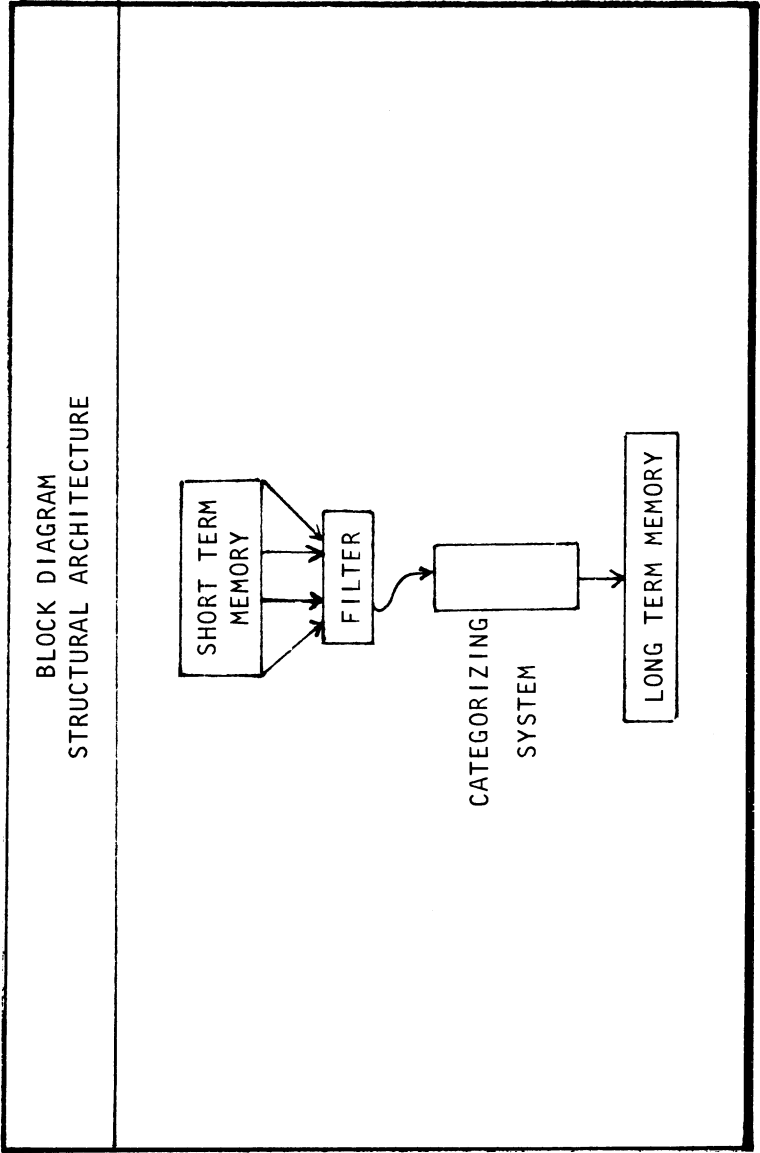 BLOCK DIAGRAM
STRUCTURAL ARCHITECTURE
SHORT TERM
MEMORY
FILTER
CATEGORIZING
SYSTEM
LONG TERM MEMORY